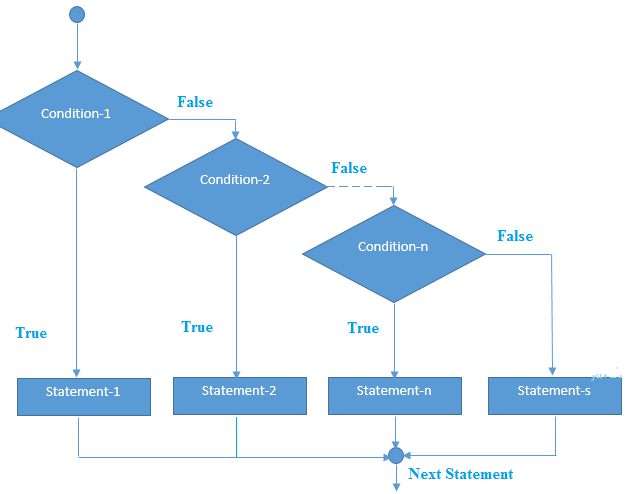 Condition-1
False
Condition-2
False
Condition-n
False
True
True
True
Statement-1
Statement-2
Statement-n
Statement-s
Next Statement